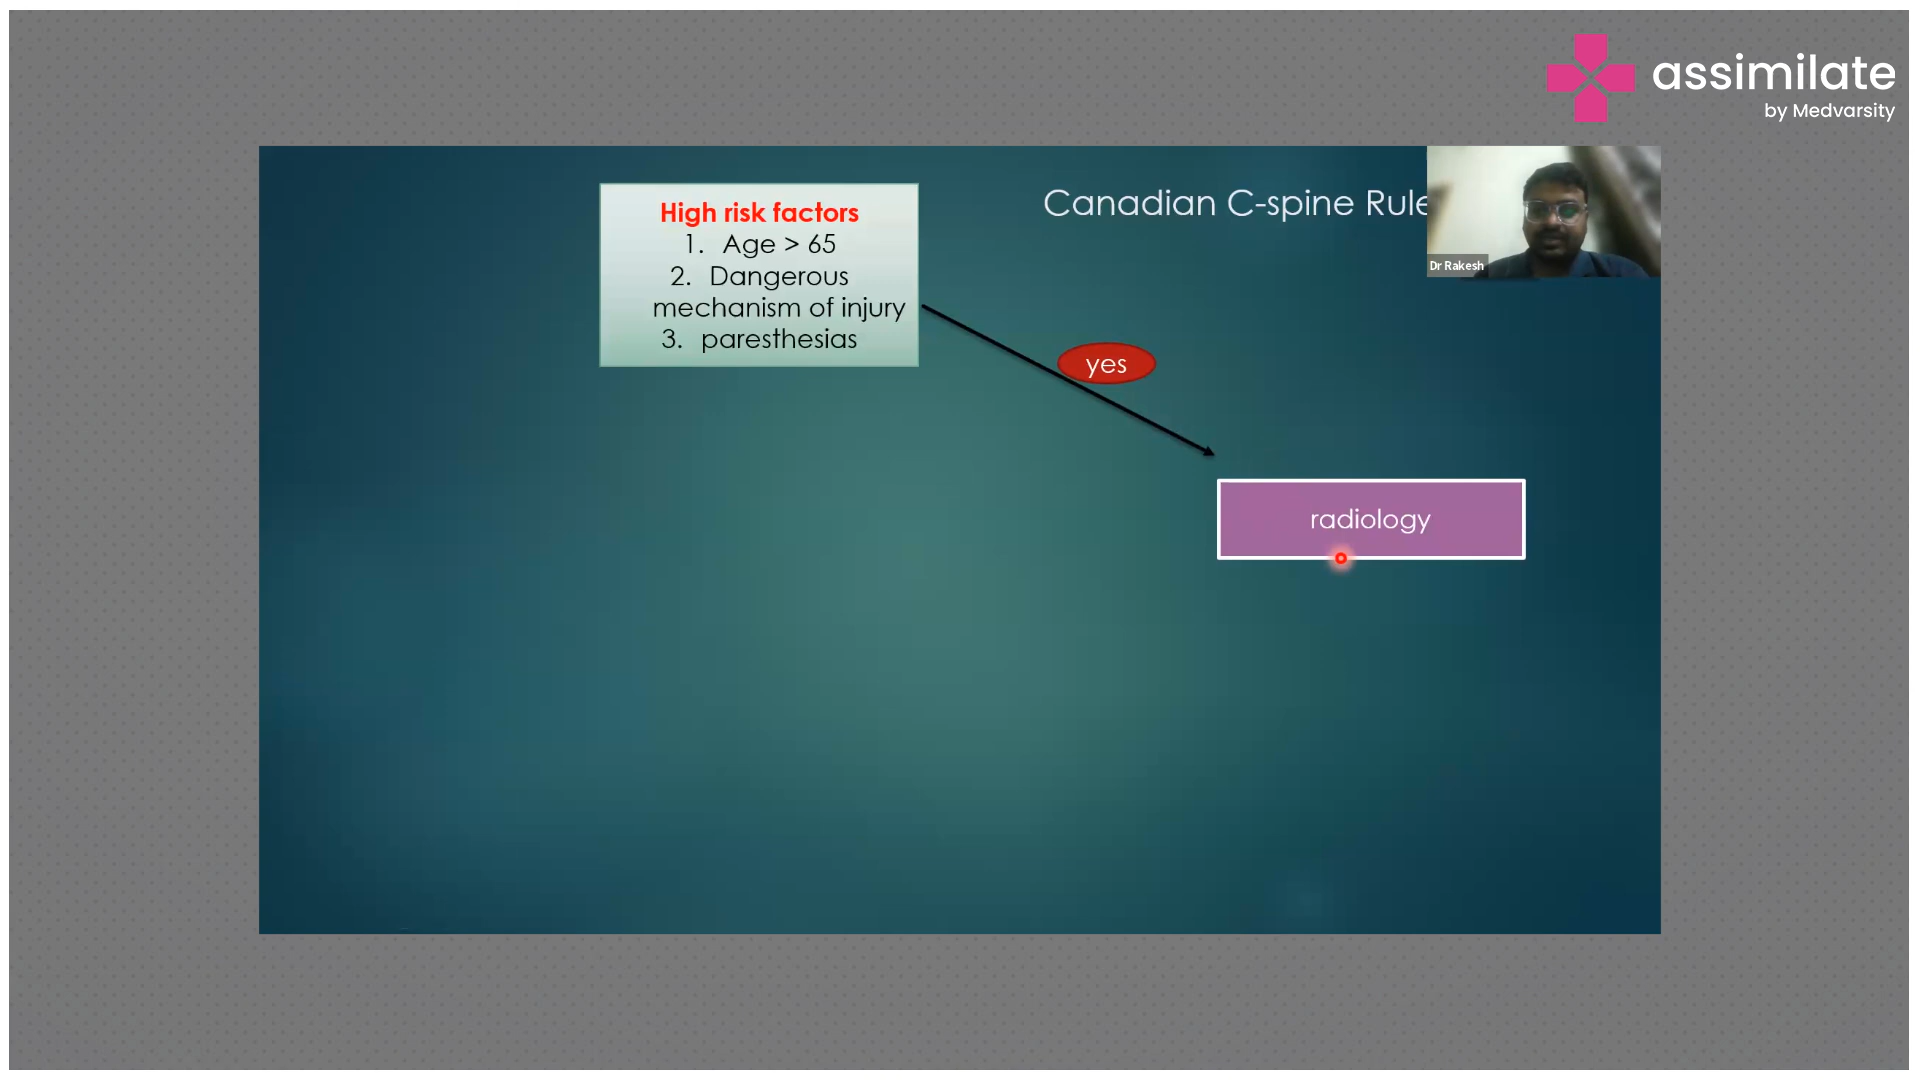 assimilate
by Medvarsity
Canadian C-spine Rule
Dr Rakesh
High risk factors
1. Age > 65
2. Dangerous
mechanism of injury
3. paresthesias
yes
radiology